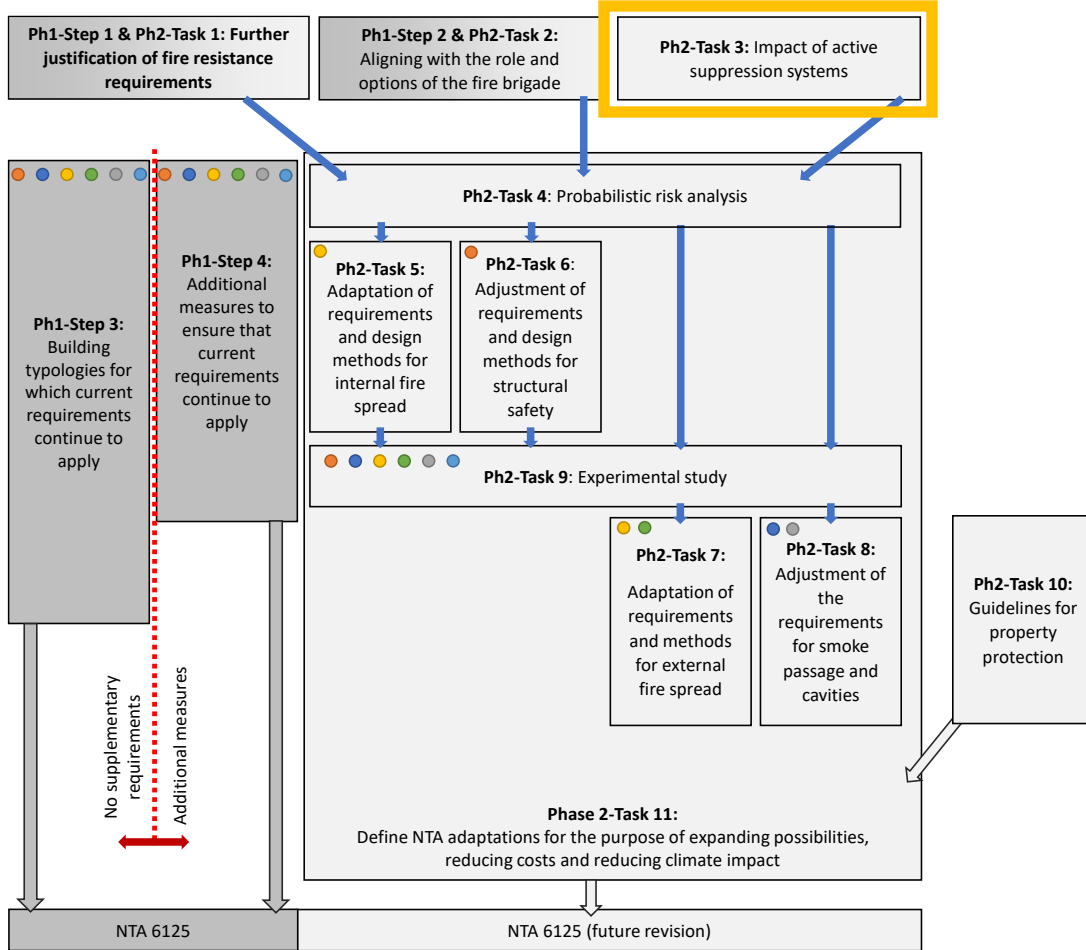 Ph1-Step 1 & Ph2-Task 1: Further
justification of fire resistance
requirements
Ph1-Step 2 & Ph2-Task 2:
Aligning with the role and
options of the fire brigade
Ph2-Task 3: Impact of active
suppression systems
Ph1-Step 3:
Building
typologies for
which current
requirements
continue to
apply
Ph1-Step 4:
Additional
measures to
ensure that
current
requirements
continue to
apply
Ph2-Task 4: Probabilistic risk analysis
Ph2-Task 5:
Adaptation of
requirements
and design
methods for
internal fire
spread
Ph2-Task 6:
Adjustment of
requirements
and design
methods for
structural
safety
Ph2-Task 9: Experimental study
Ph2-Task 7:
Adaptation of
requirements
and methods
for external
fire spread
Ph2-Task 8:
Adjustment of
the
requirements
for smoke
passage and
cavities
Ph2-Task 10:
Guidelines for
property
protection
No supplementary
requirements
Additional measures
Phase 2-Task 11:
Define NTA adaptations for the purpose of expanding possibilities,
reducing costs and reducing climate impact
NTA 6125
NTA 6125 (future revision)